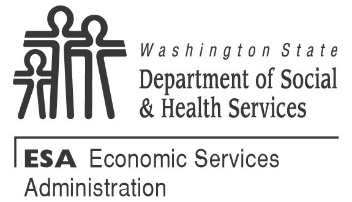 Washington State
Department of Social
& Health Services
ESA Economic Services
Administration